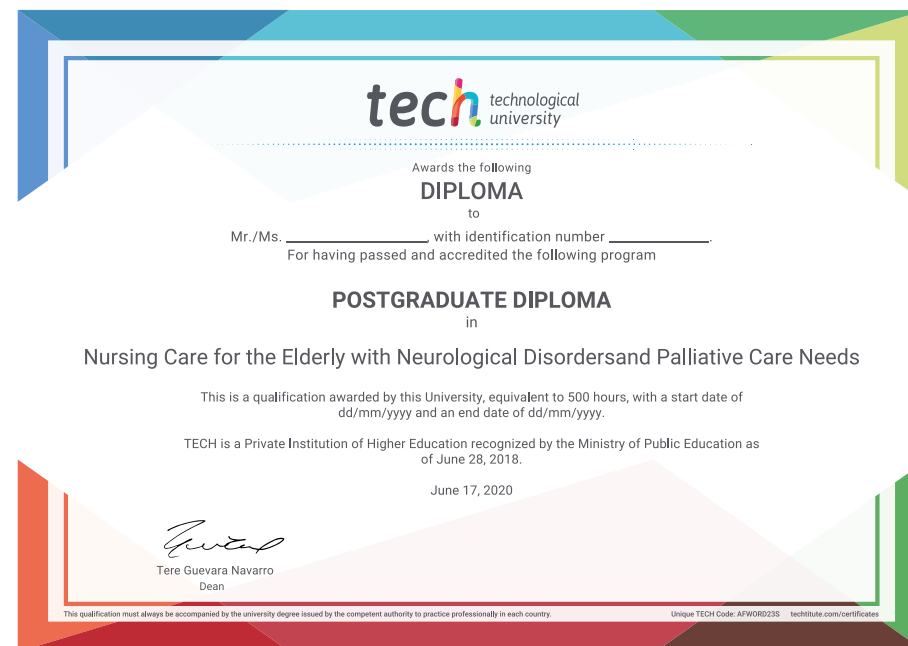 tech technological
university
Awards the following
DIPLOMA
to
Mr./Ms. ____________, with identification number ____________.
For having passed and accredited the following program
POSTGRADUATE DIPLOMA
in
Nursing Care for the Elderly with Neurological Disordersand Palliative Care Needs
This is a qualification awarded by this University, equivalent to 500 hours, with a start date of
dd/mm/yyyy and an end date of dd/mm/yyyy.
TECH is a Private Institution of Higher Education recognized by the Ministry of Public Education as
of June 28, 2018.
June 17, 2020
Tere Guevara Navarro
Dean
This qualification must always be accompanied by the university degree issued by the competent authority to practice professionally in each country. Unique TECH Code: AFWORD23S techtitute.com/certificates